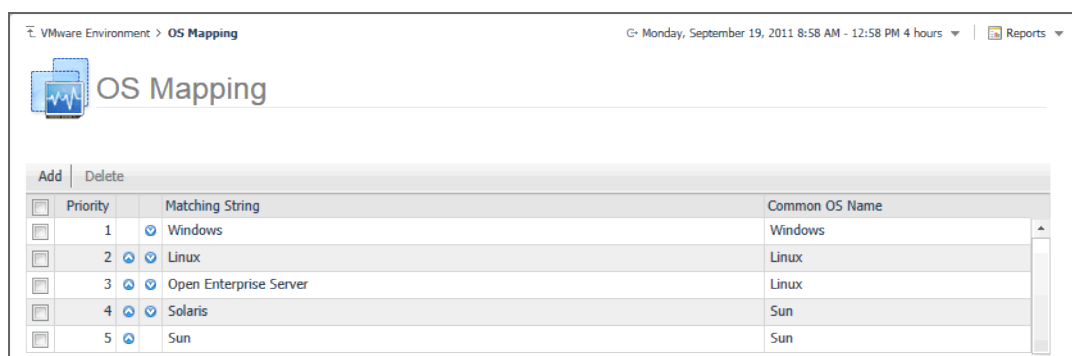 VMware Environment > OS Mapping
Monday, September 19, 2011 8:58 AM - 12:58 PM 4 hours
Reports
OS Mapping
Add Delete
Priority Matching String Common OS Name
1 Windows Windows
2 Linux Linux
3 Open Enterprise Server Linux
4 Solaris Sun
5 Sun Sun